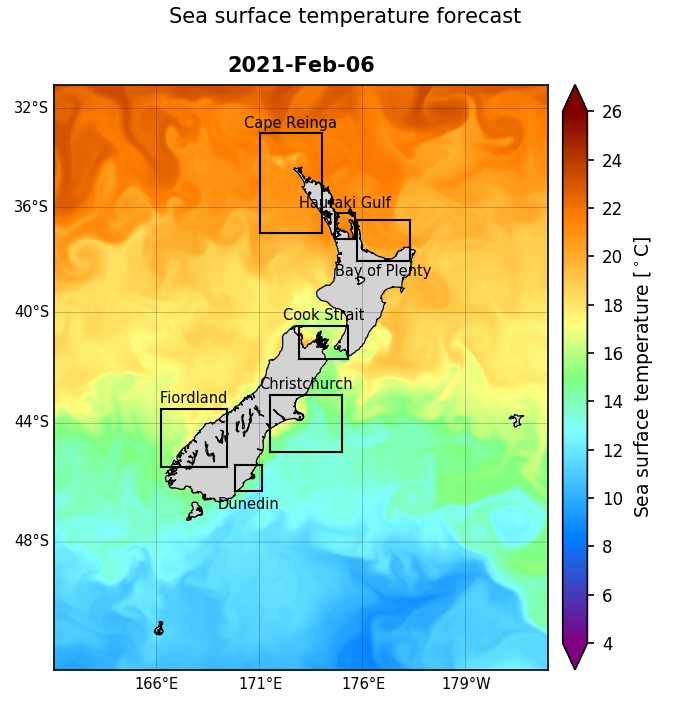 Sea surface temperature forecast
2021-Feb-06
32°S
36°S
40°S
44°S
48°S
Cape Reinga
Hauraki Gulf
Bay of Plenty
Cook Strait
Christchurch
Fiordland
Dunedin
166°E
171°E
176°E
179°W
26
24
22
20
18
16
14
12
10
8
6
4
Sea surface temperature [°C]